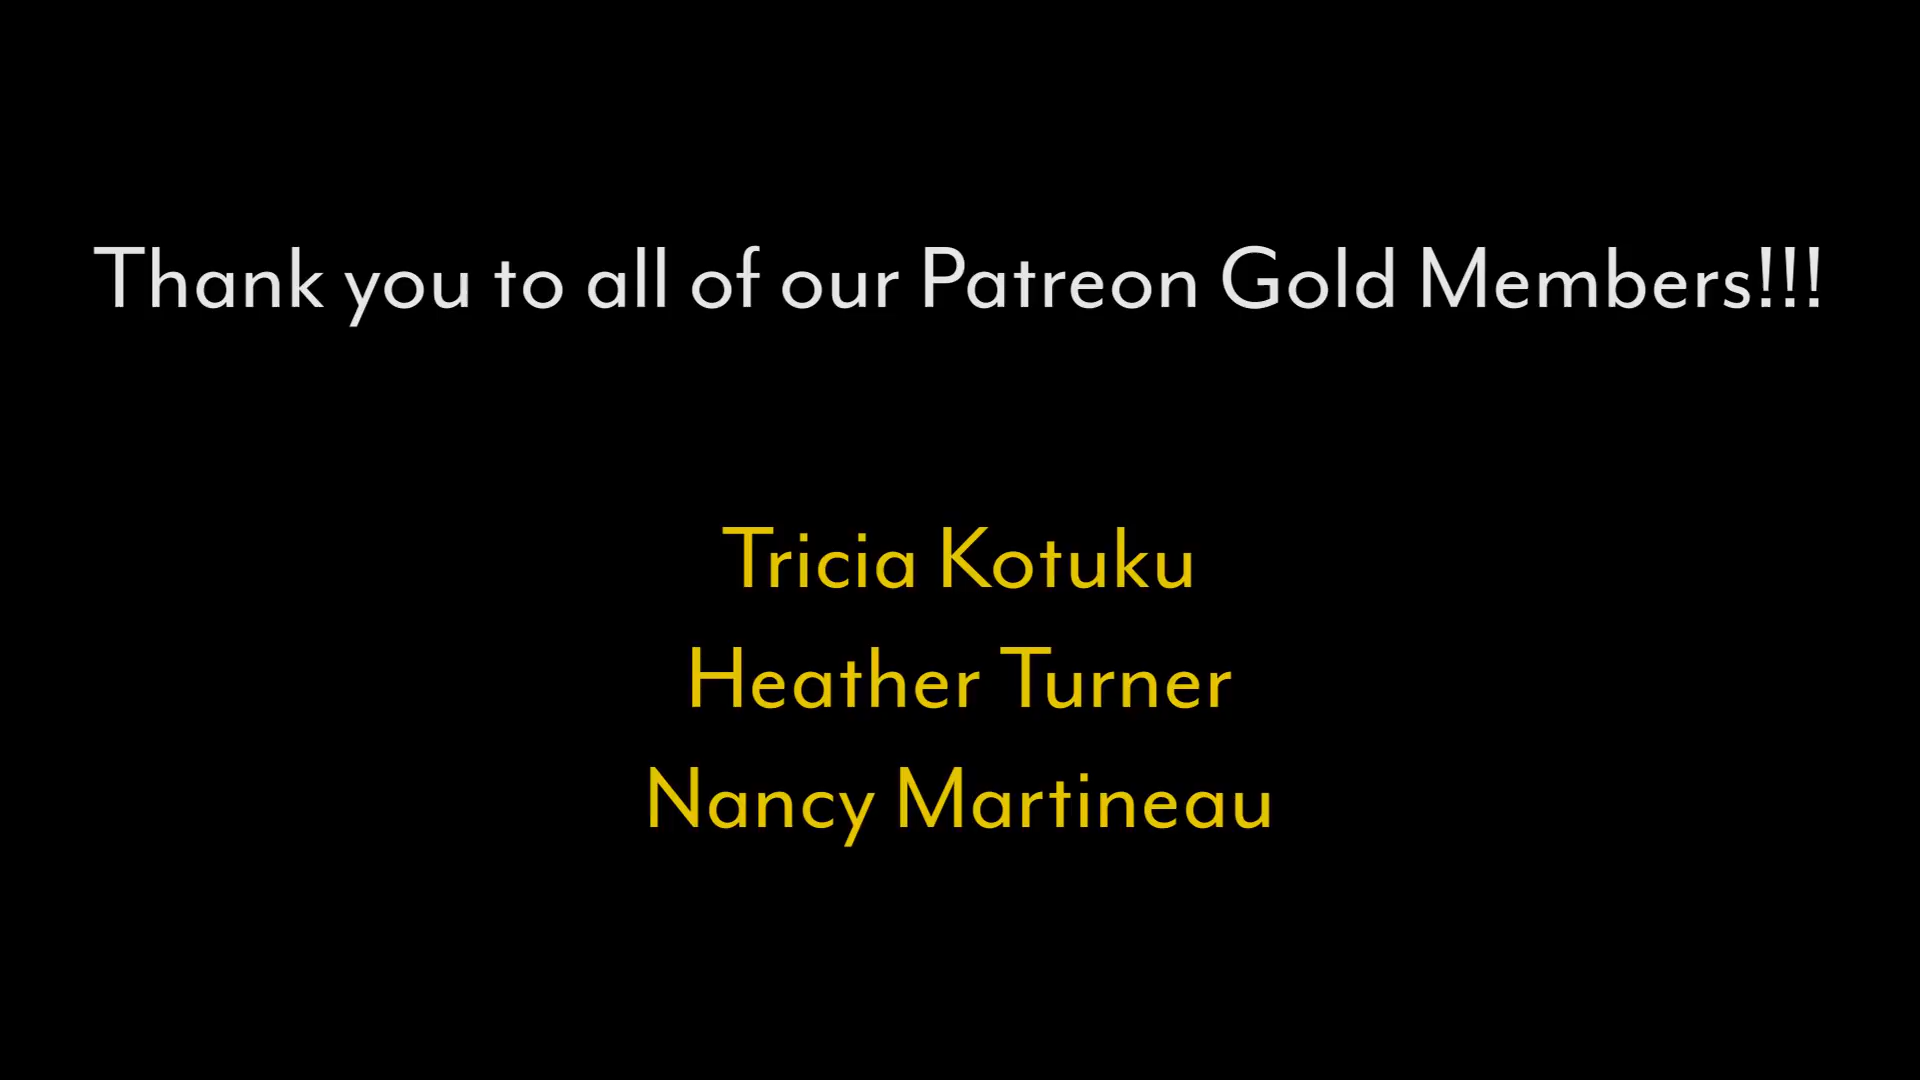 Thank you to all of our Patreon Gold Members!!!
Tricia Kotuku
Heather Turner
Nancy Martineau